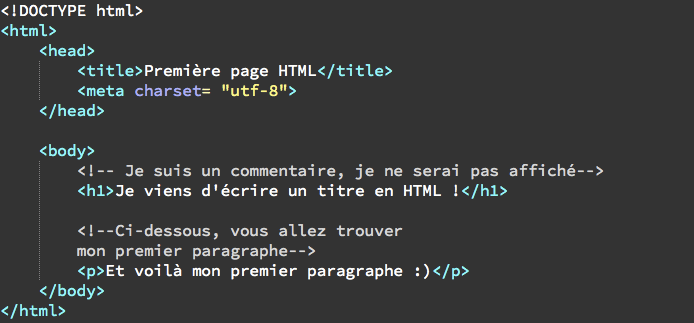 <!DOCTYPE html>
<html>
<head>
<title>Première page HTML</title>
<meta charset= "utf-8">
</head>
<body>
<!-- Je suis un commentaire, je ne serai pas affiché-->
<h1>Je viens d'écrire un titre en HTML !</h1>
<!--Ci-dessous, vous allez trouver
mon premier paragraphe-->
<p>Et voilà mon premier paragraphe :)</p>
</body>
</html>